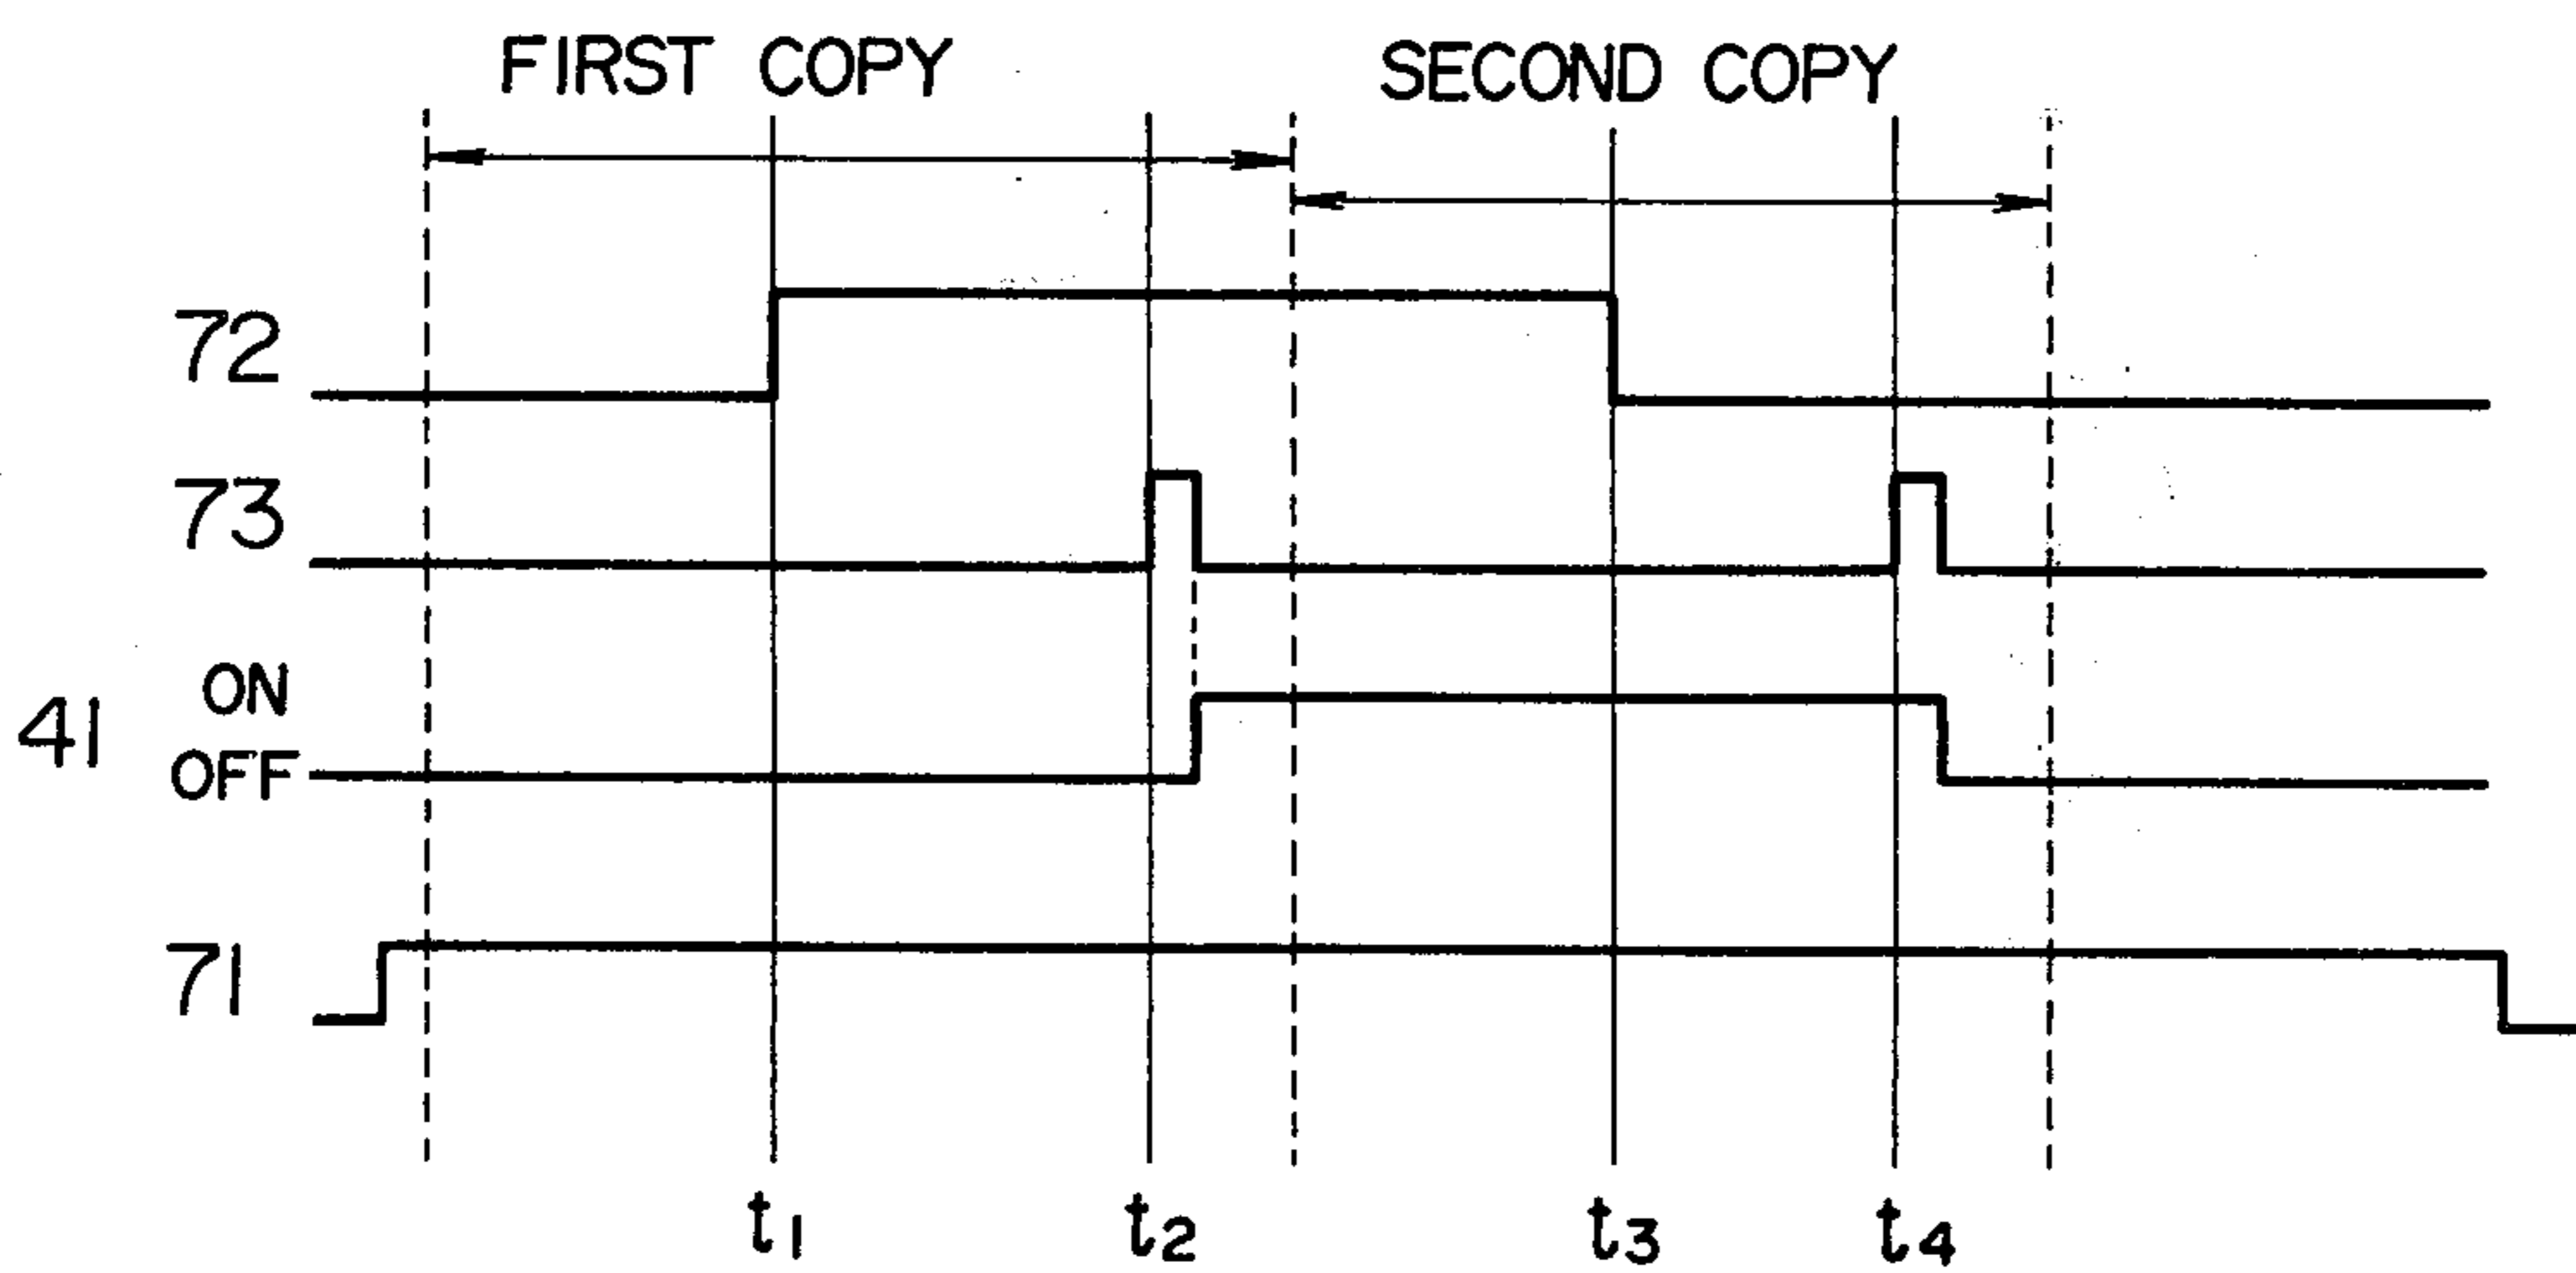 FIRST COPY SECOND COPY
72
73
ON
41
OFF
71
t1 t2 t3 t4